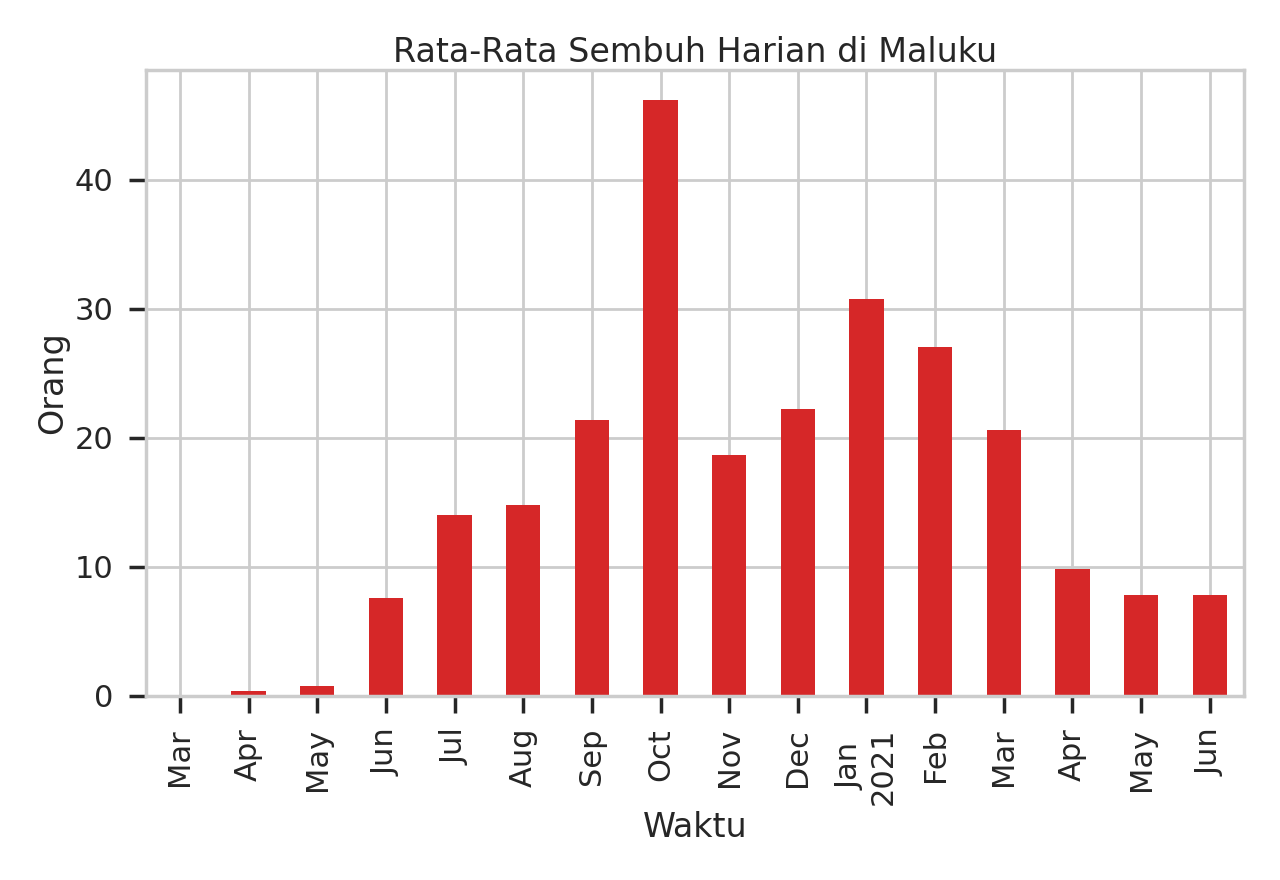 Rata-Rata Sembuh Harian di Maluku
Orang
40
30
20
10
0
Mar
Apr
May
Jun
Jul
Aug
Sep
Oct
Nov
Dec
Jan
2021
Feb
Mar
Apr
May
Jun
Waktu